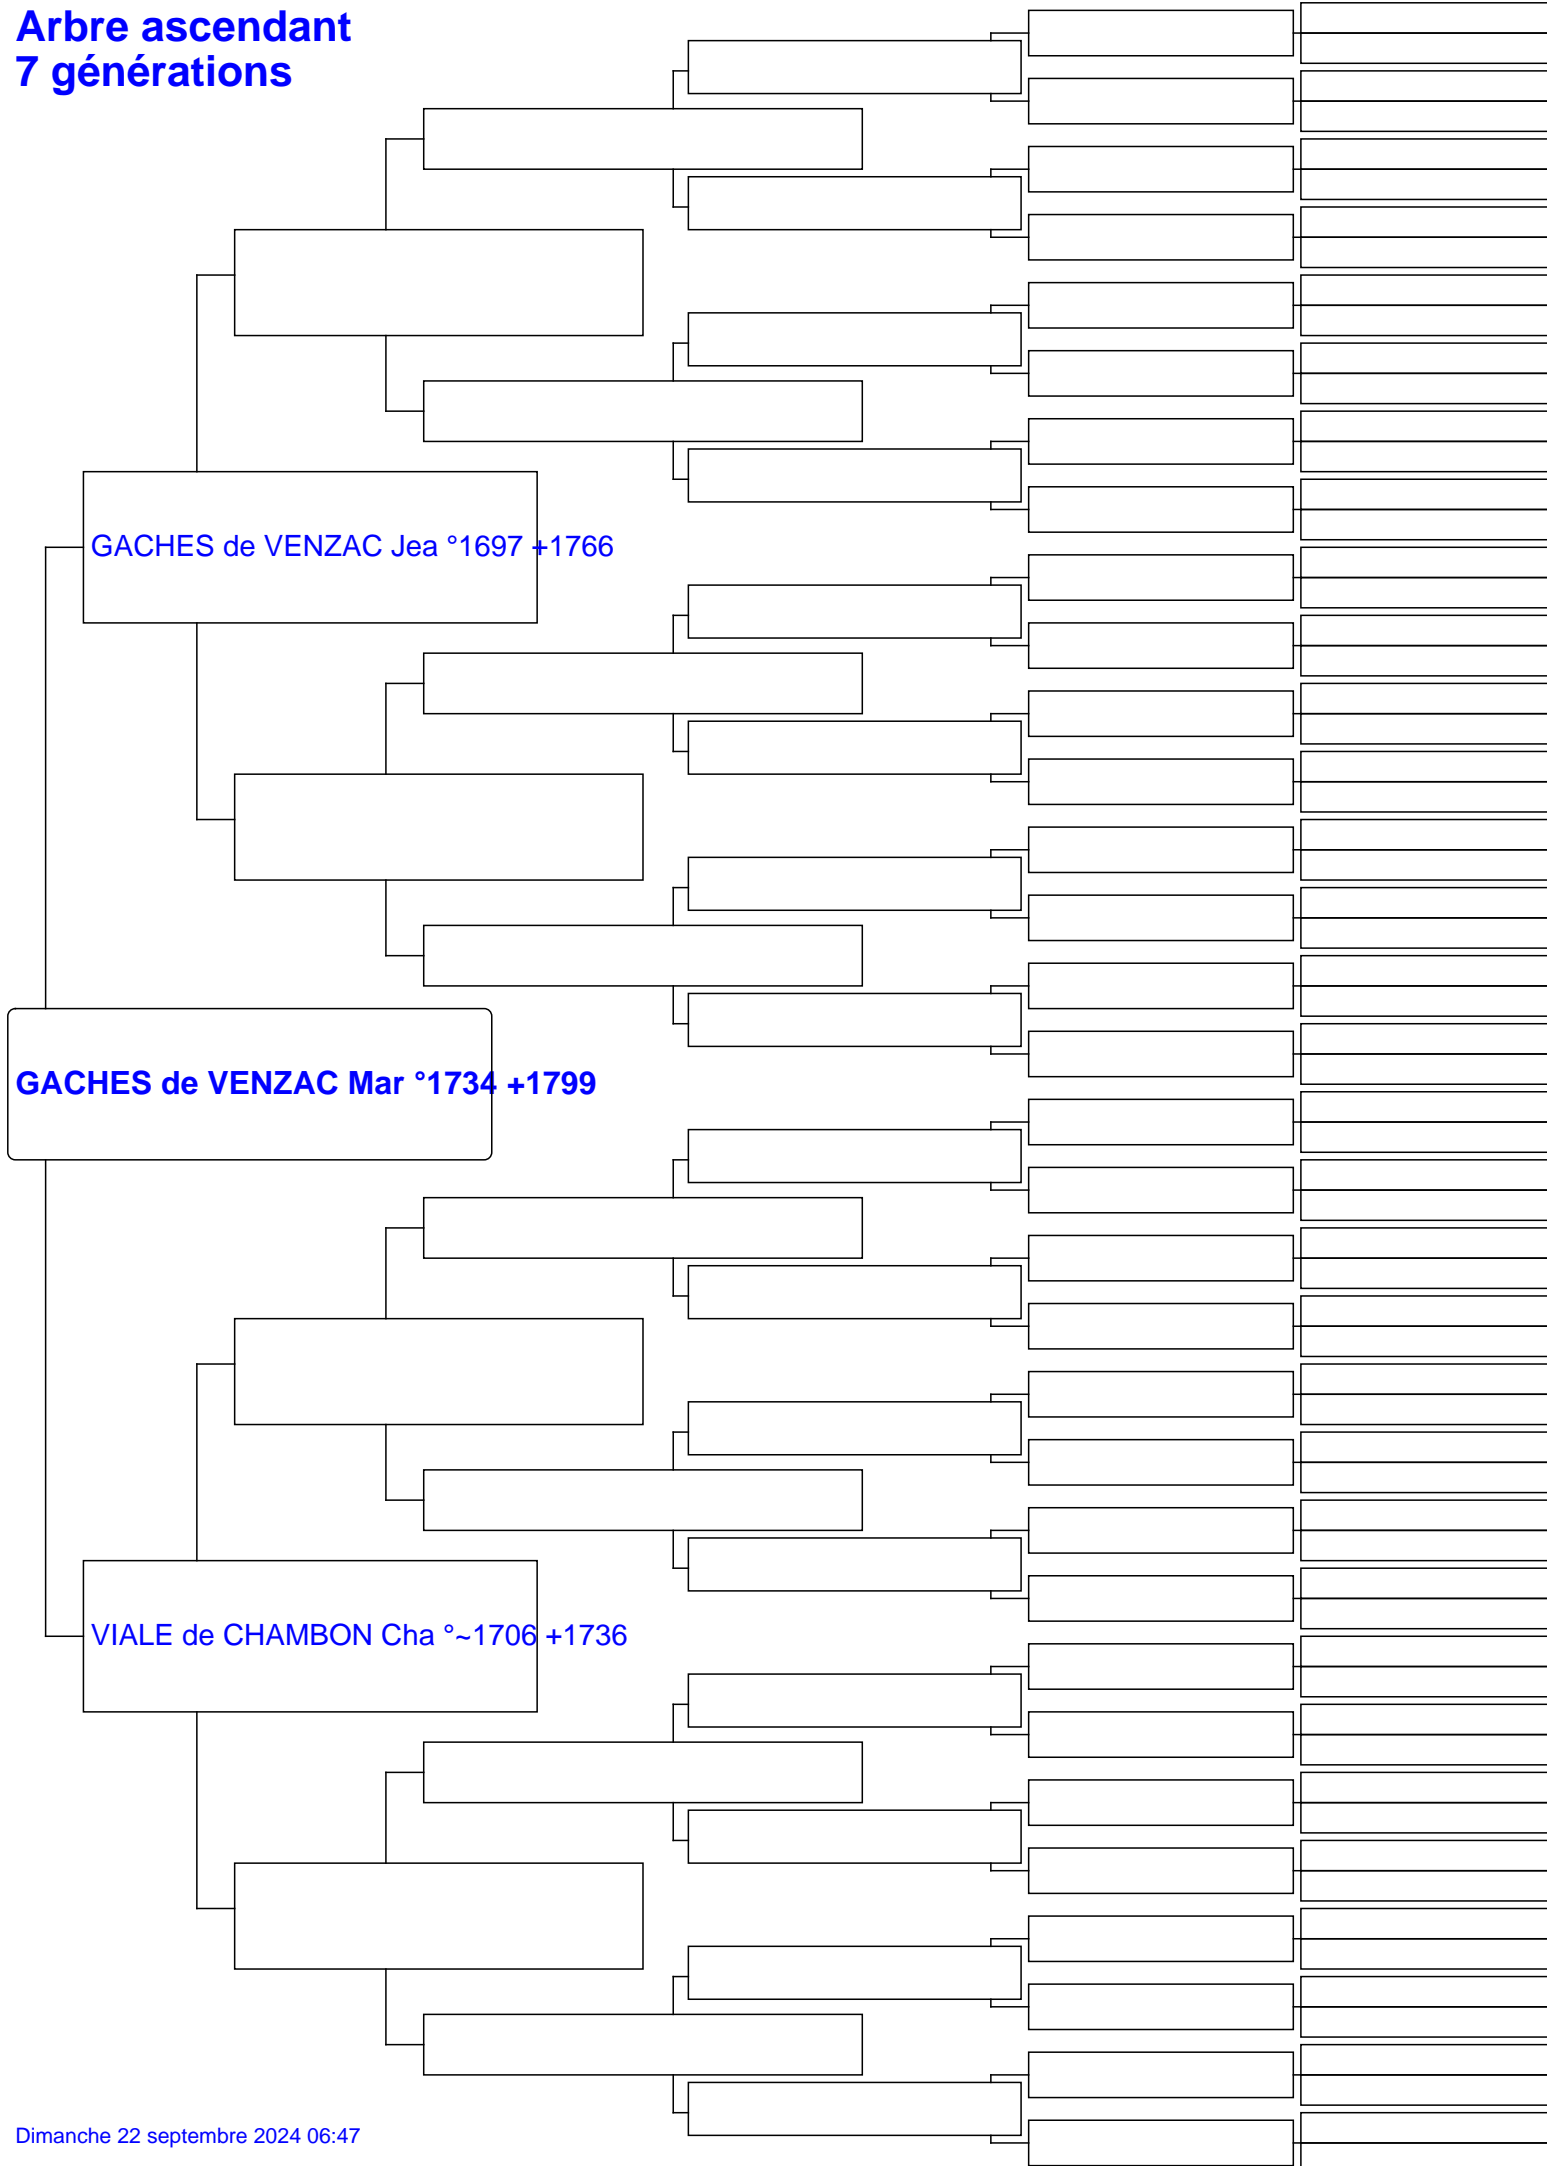 Arbre ascendant
7 générations
GACHES de VENZAC Jea °1697 +1766
GACHES de VENZAC Mar °1734 +1799
VIALE de CHAMBON Cha °~1706 +1736
Dimanche 22 septembre 2024 06:47